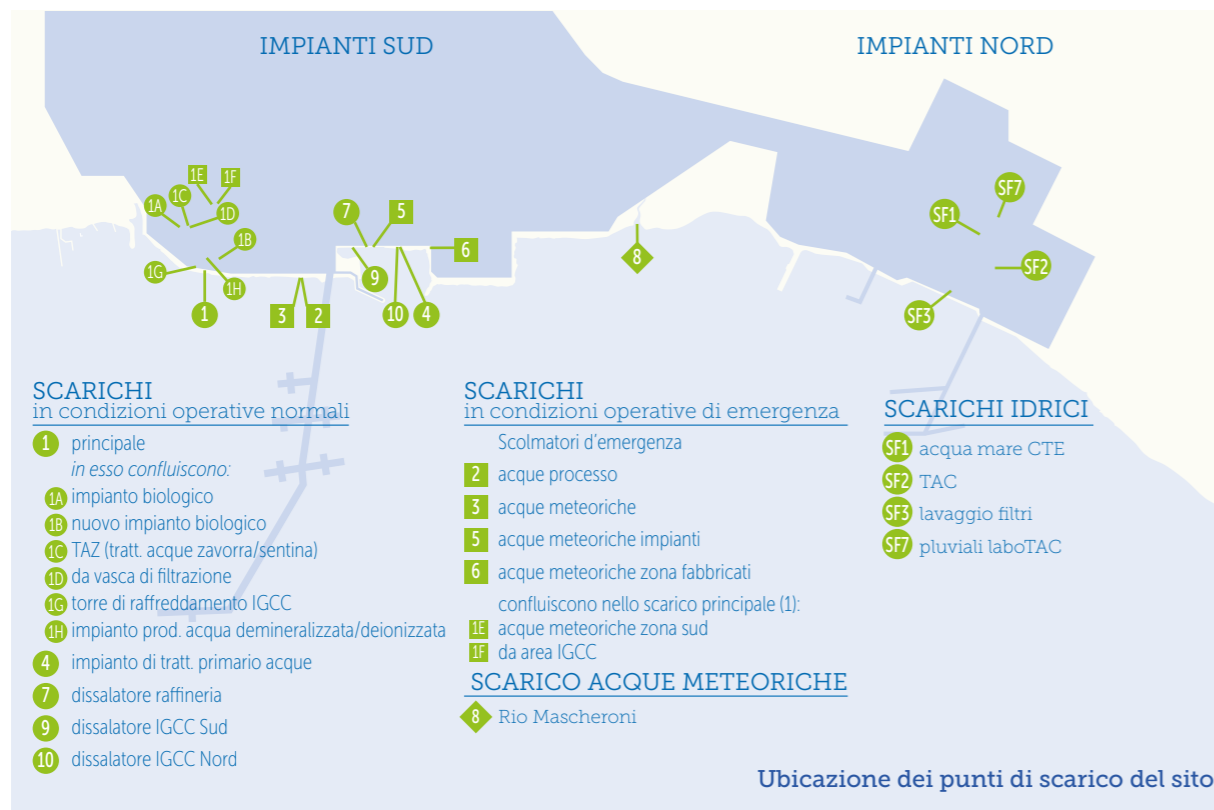 IMPIANTI SUD
IMPIANTI NORD
1E
1F
1C
1A
1D
1B
1G
1H
1
3
2
7
5
9
6
10
4
8
SF7
SF1
SF2
SF3
SCARICHI
in condizioni operative normali
1 principale
in esso confluiscono:
1A impianto biologico
1B nuovo impianto biologico
1C TAZ (tratt. acque zavorra/sentina)
1D da vasca di filtrazione
1G torre di raffreddamento IGCC
1H impianto prod. acqua demineralizzata/deionizzata
4 impianto di tratt. primario acque
7 dissalatore raffineria
9 dissalatore IGCC Sud
10 dissalatore IGCC Nord
SCARICHI
in condizioni operative di emergenza
Scolmatori d'emergenza
2 acque processo
3 acque meteoriche
5 acque meteoriche impianti
6 acque meteoriche zona fabbricati
confluiscono nello scarico principale (1):
1E acque meteoriche zona sud
1F da area IGCC
SCARICO ACQUE METEORICHE
8 Rio Mascheroni
SCARICHI IDRICI
SF1 acqua mare CTE
SF2 TAC
SF3 lavaggio filtri
SF7 pluviali laboTAC
Ubicazione dei punti di scarico del sito